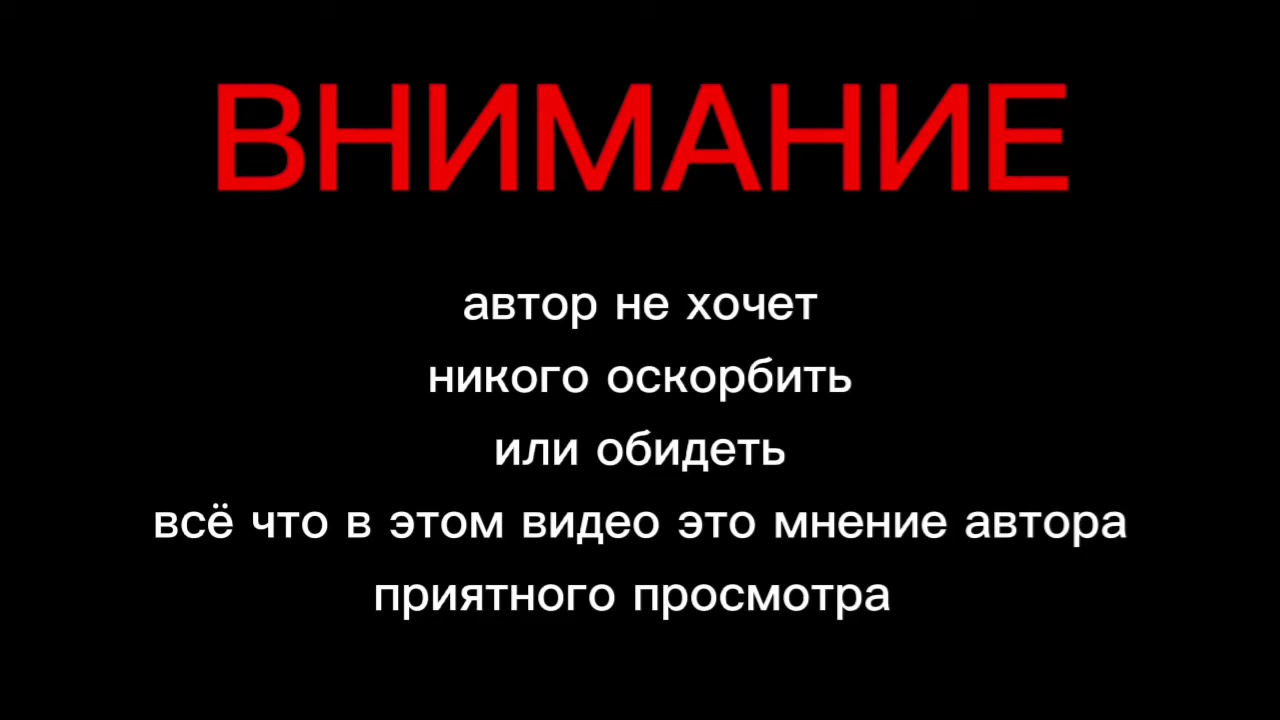 ВНИМАНИЕ
автор не хочет
никого оскорбить
или обидеть
всё что в этом видео это мнение автора
приятного просмотра